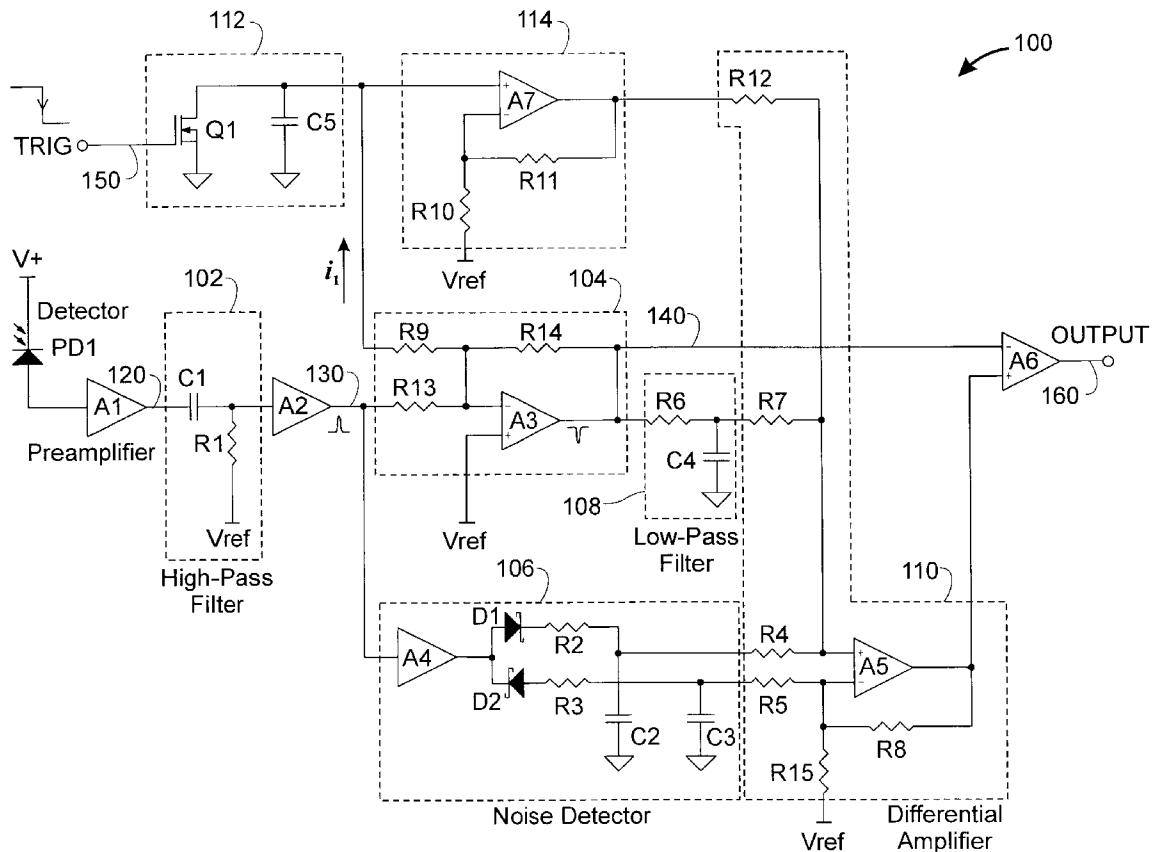 112
114
100
R12
A7
+
-
Q1
C5
TRIG
150
R11
R10
Vref
i1
V+
102
104
Detector
PD1
R9
R14
140
OUTPUT
A6
-
+
160
120
C1
130
R13
A1
A2
A3
-
+
R6
R7
Preamplifier
R1
C4
Vref
Vref
108
Low-Pass
Filter
High-Pass
Filter
106
110
D1
R2
A4
R4
A5
+
-
D2
R3
R5
C2
C3
R8
R15
Noise Detector
Vref
Differential
Amplifier